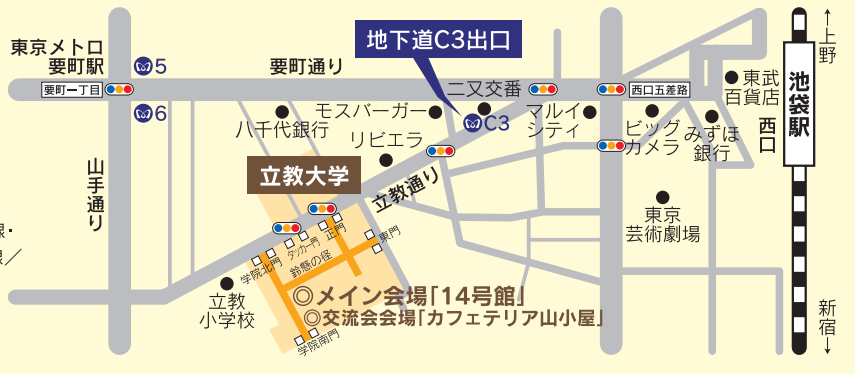 地下道C3出口
東京メトロ
要町駅
5
要町通り
二又交番
要町一丁目
西口五差路
6
東武
百貨店
←上野
池袋駅
西口
八千代銀行
モスバーガー
C3
マルイ
シティ
ビッグ
カメラ
みずほ
銀行
リビエラ
山手通り
立教大学
立教通り
東京
芸術劇場
線・
線／
正門
東門
タッカー門
学院北門
鈴懸の径
立教
小学校
◎メイン会場「14号館」
◎交流会会場「カフェテリア山小屋」
学院南門
新宿→